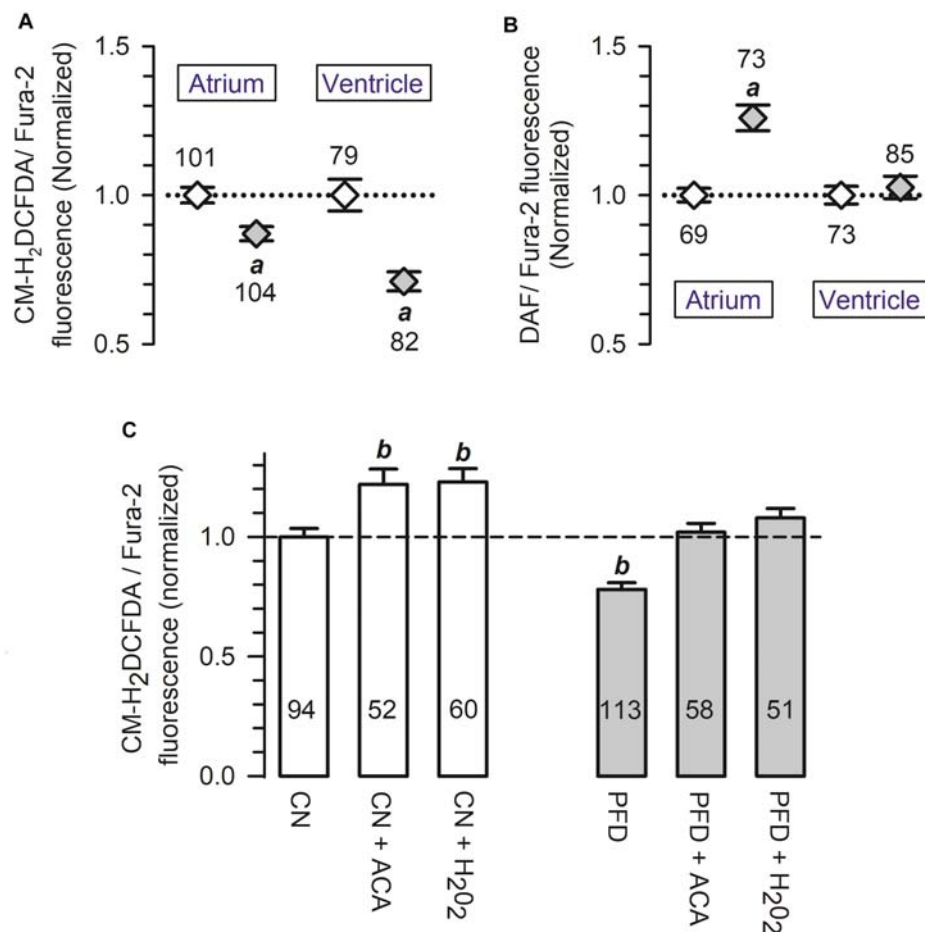 A
CM-H₂DCFDA/ Fura-2
fluorescence (Normalized)
1.5
1.0
0.5
Atrium
Ventricle
101
79
a
104
a
82
B
DAF/ Fura-2 fluorescence
(Normalized)
1.5
1.0
0.5
73
a
85
69
73
Atrium
Ventricle
C
CM-H₂DCFDA / Fura-2
fluorescence (normalized)
1.0
0.5
0.0
b
b
b
94
52
60
113
58
51
CN
CN + ACA
CN + H₂0₂
PFD
PFD + ACA
PFD + H₂0₂